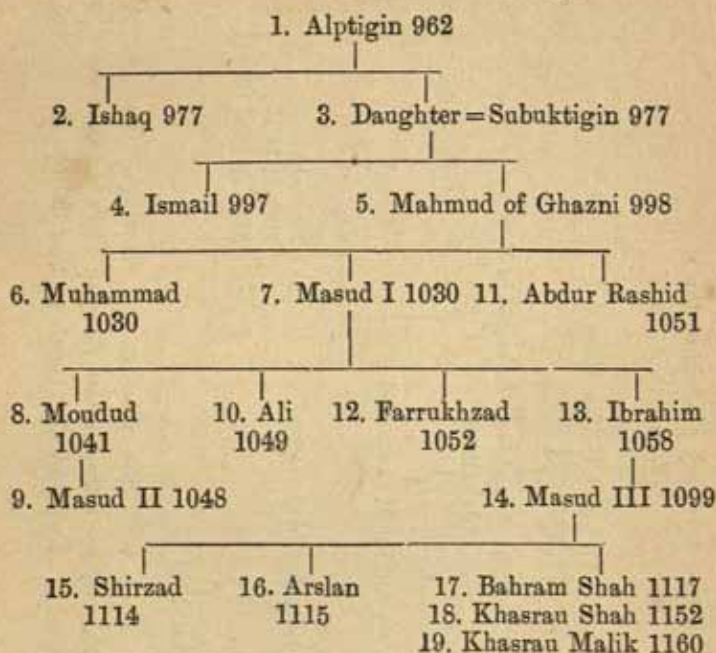 1. Alptigin 962
2. Ishaq 977 3. Daughter=Subuktigin 977
4. Ismail 997 5. Mahmud of Ghazni 998
6. Muhammad 7. Masud I 1030 11. Abdur Rashid
1030 1051
8. Moudud 10. Ali 12. Farrukhzad 13. Ibrahim
1041 1049 1052 1058
9. Masud II 1048 14. Masud III 1099
15. Shirzad 16. Arslan 17. Bahram Shah 1117
1114 1115 18. Khasrau Shah 1152
19. Khasrau Malik 1160